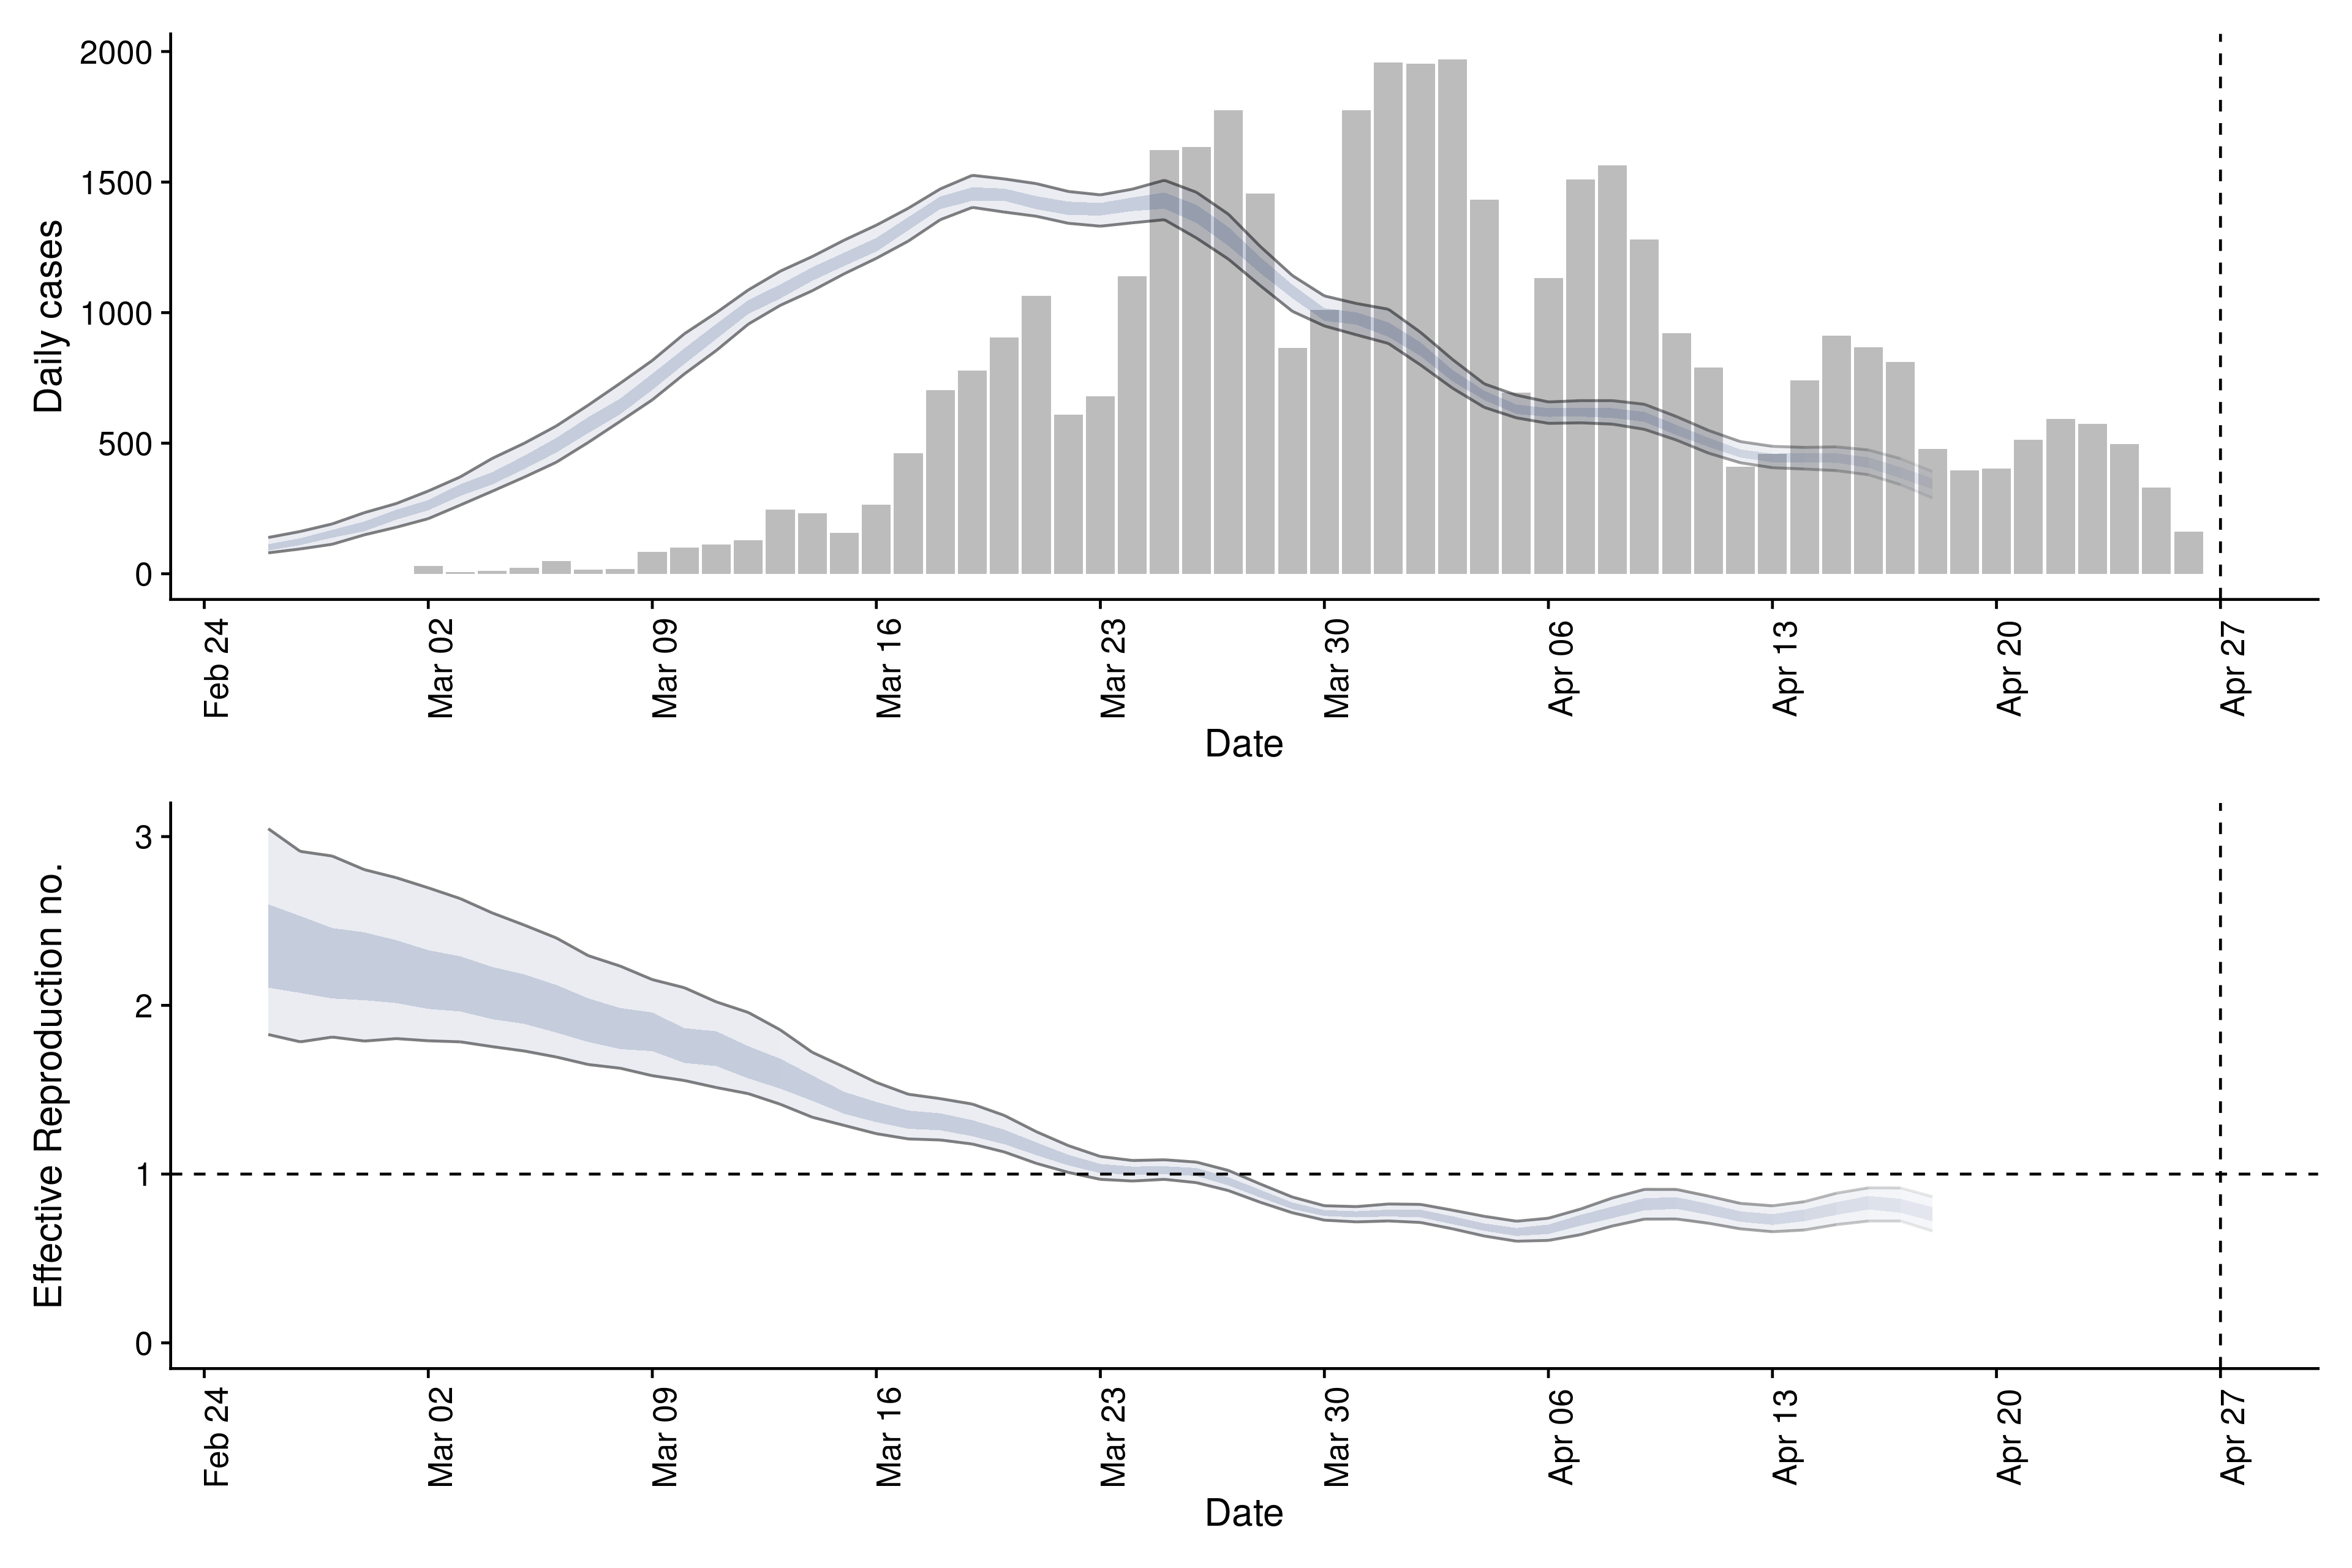 Daily cases
2000
1500
1000
500
0
Feb 24
Mar 02
Mar 09
Mar 16
Mar 23
Mar 30
Apr 06
Apr 13
Apr 20
Apr 27
Date
Effective Reproduction no.
3
2
1
0
Feb 24
Mar 02
Mar 09
Mar 16
Mar 23
Mar 30
Apr 06
Apr 13
Apr 20
Apr 27
Date